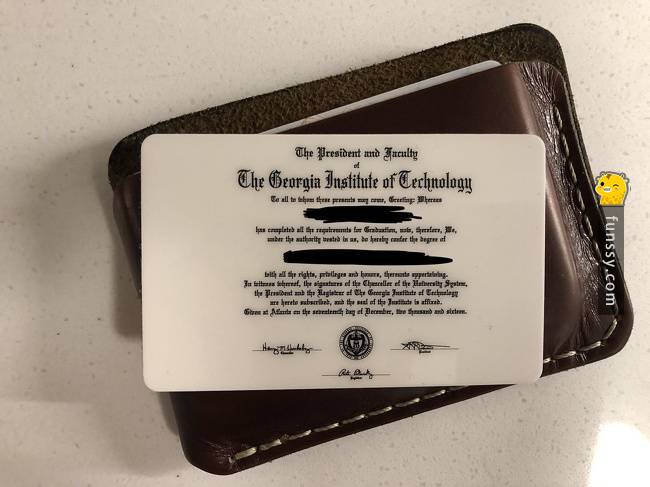 The President and Faculty
of
The Georgia Institute of Technology
To all to whom these presents may come, Greeting: Whereas
has completed all the requirements for Graduation, now, therefore, We,
under the authority vested in us, do hereby confer the degree of
with all the rights, privileges and honors, thereunto appertaining.
In witness whereof, the signatures of the Chancellor of the University System,
the President and the Registrar of The Georgia Institute of Technology
are hereto subscribed, and the seal of the Institute is affixed.
Given at Atlanta on the seventeenth day of December, two thousand and sixteen.
Chancellor
President
Registrar
funssy.com